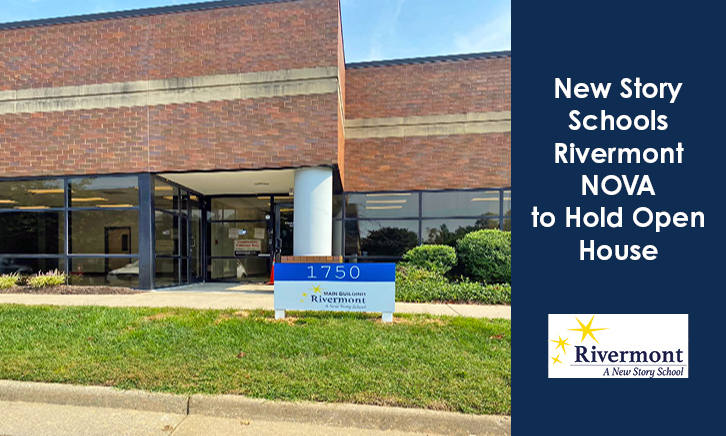 1750
MAIN BUILDING
Rivermont
A New Story School
New Story
Schools
Rivermont
NOVA
to Hold Open
House
Rivermont
A New Story School